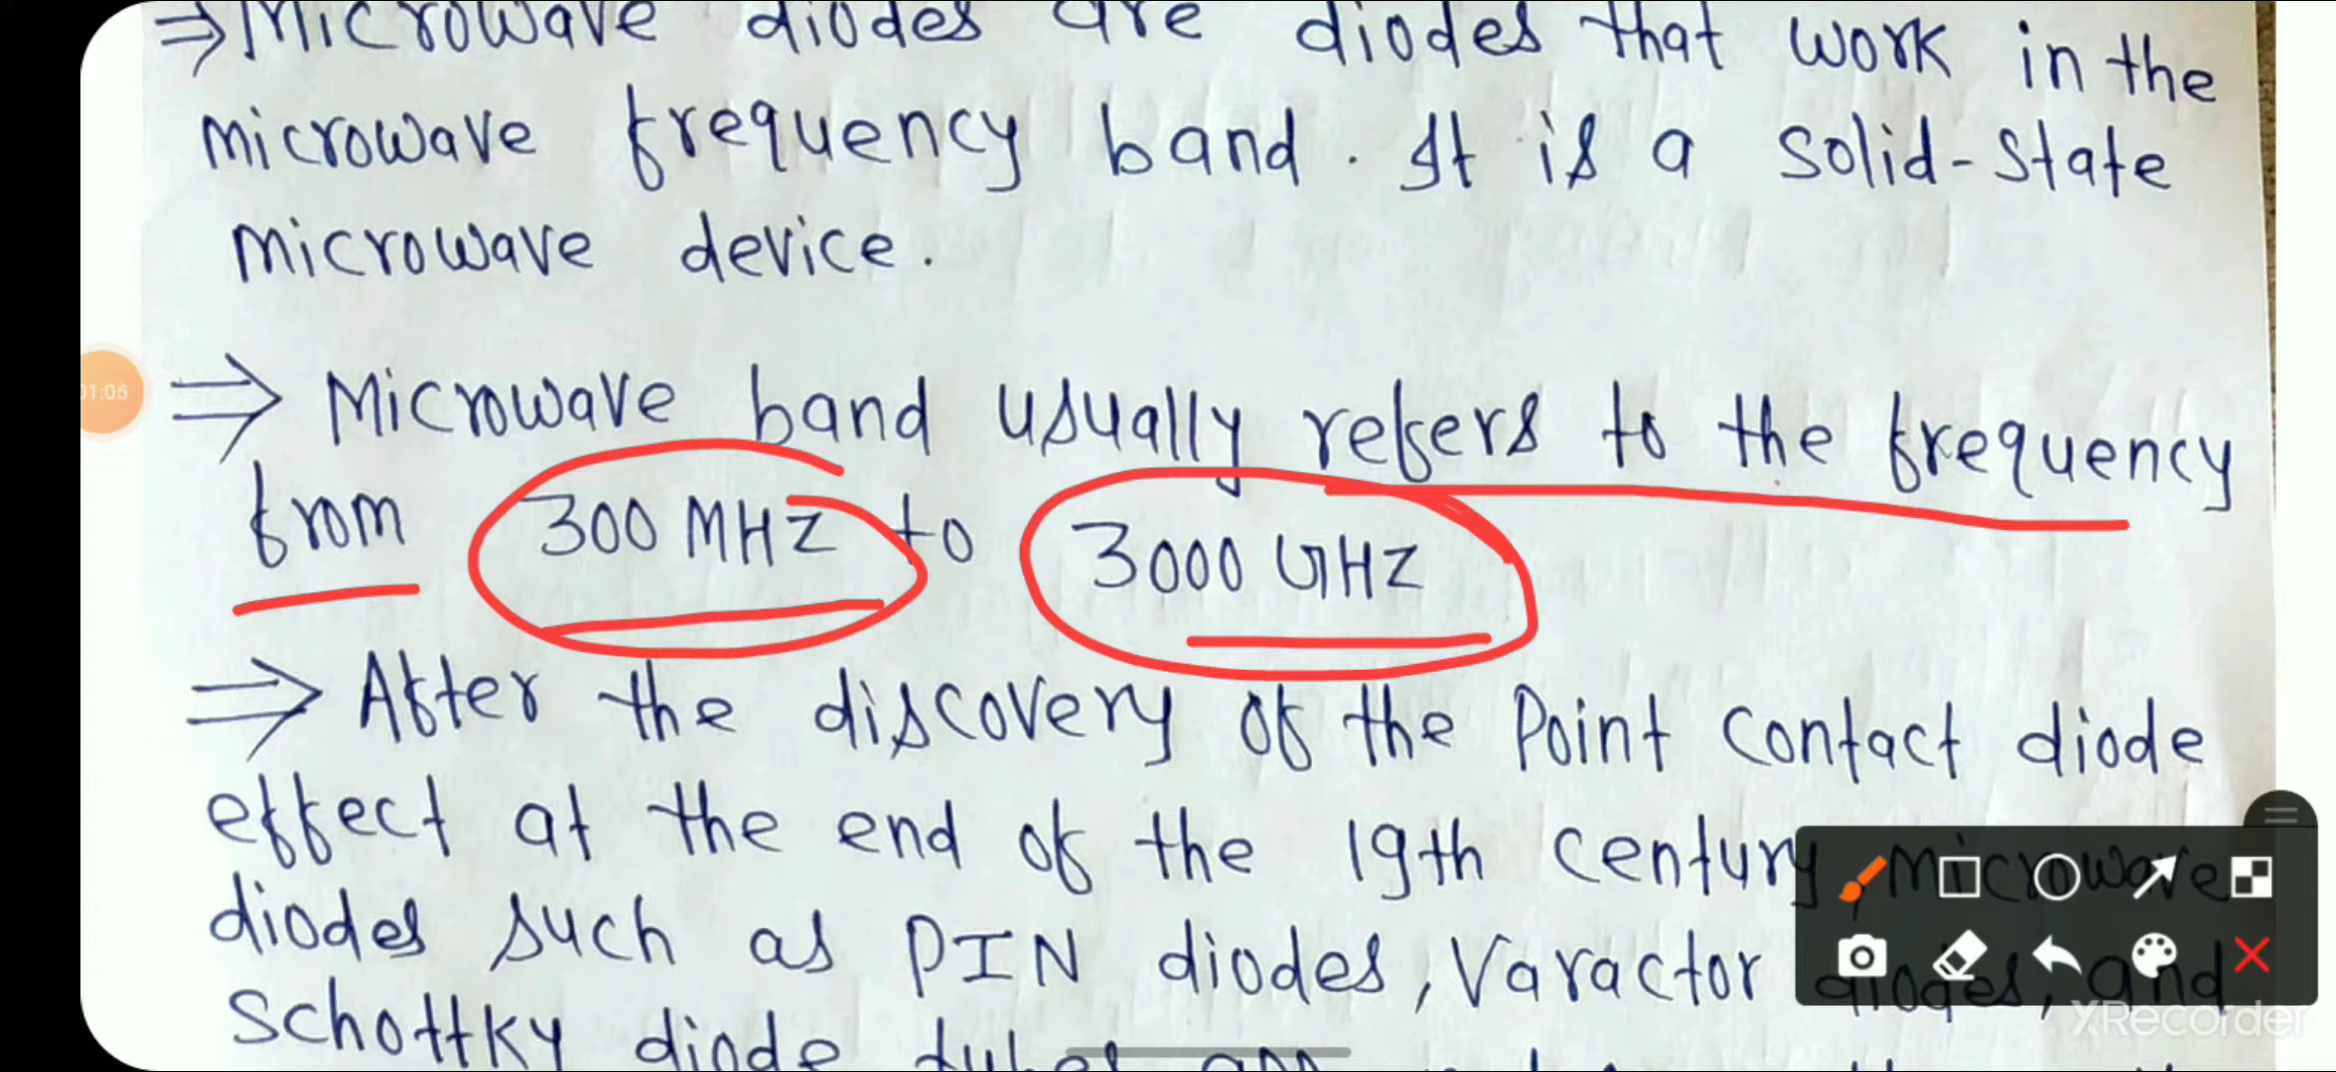 ⇒ Microwave diodes are diodes that work in the
microwave frequency band. It is a solid-state
microwave device.
01:05
⇒ Microwave band usually refers to the frequency
from 300 MHZ to 3000 GHZ
⇒ After the discovery of the Point contact diode
effect at the end of the 19th century, microwave
diodes such as PIN diodes, Varactor diodes, and
XRecorder
Schottky diode